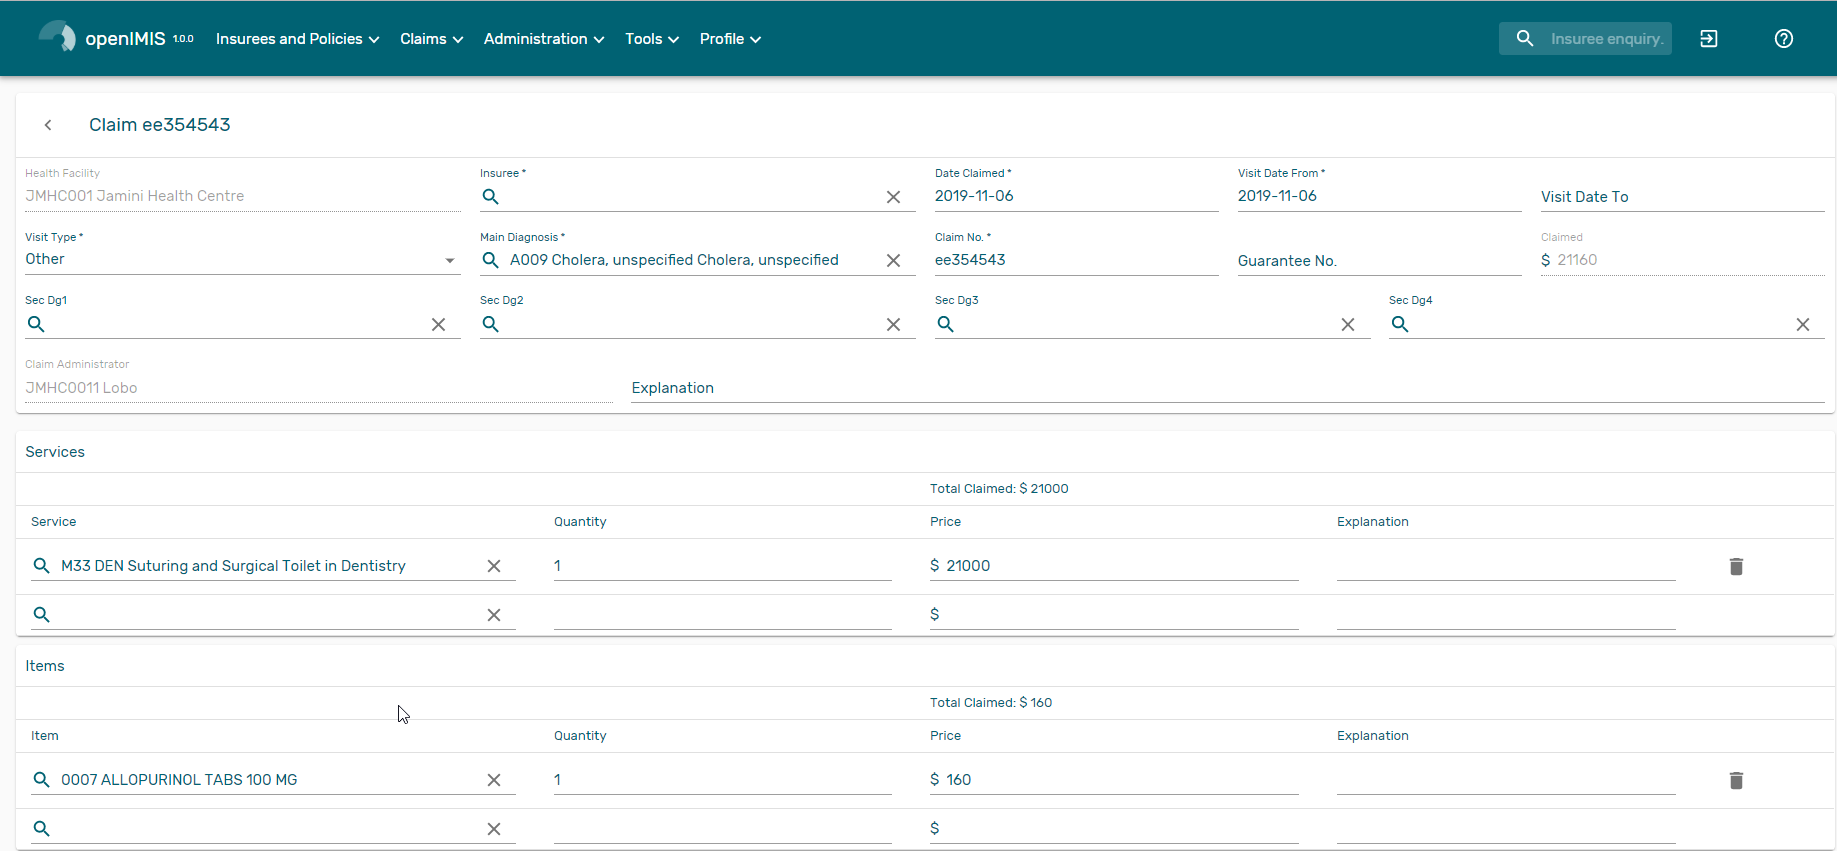 openIMIS 1.0.0 Insurees and Policies Claims Administration Tools Profile Insuree enquiry.
Claim ee354543
Health Facility Insuree * Date Claimed * Visit Date From *
JMHC001 Jamini Health Centre 2019-11-06 2019-11-06 Visit Date To
Visit Type * Main Diagnosis * Claim No. * Claimed
Other A009 Cholera, unspecified Cholera, unspecified ee354543 Guarantee No. $ 21160
Sec Dg1 Sec Dg2 Sec Dg3 Sec Dg4
Claim Administrator
JMHC0011 Lobo Explanation
Services
Total Claimed: $ 21000
Service Quantity Price Explanation
M33 DEN Suturing and Surgical Toilet in Dentistry 1 $ 21000
$
Items
Total Claimed: $ 160
Item Quantity Price Explanation
0007 ALLOPURINOL TABS 100 MG 1 $ 160
$